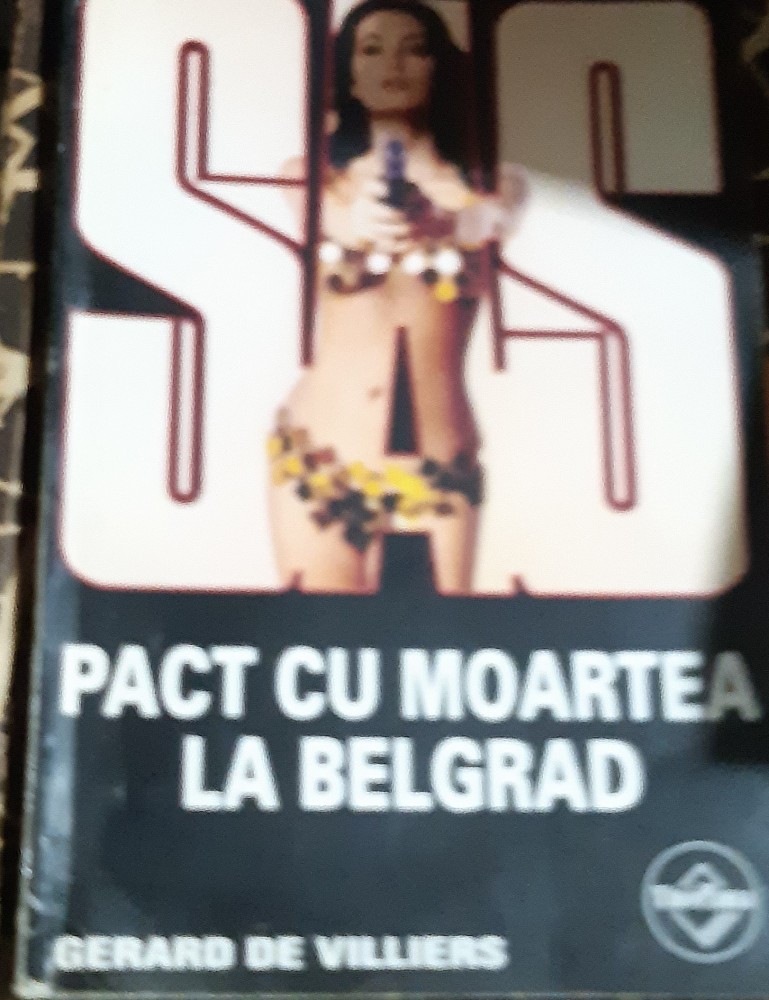 SAS
PACT CU MOARTEA
LA BELGRAD
GERARD DE VILLIERS